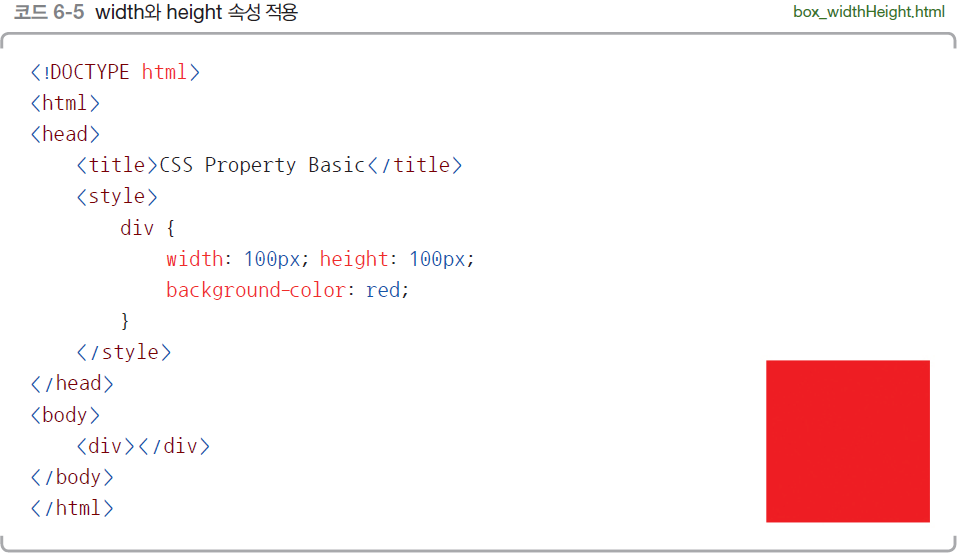 코드 6-5 width와 height 속성 적용
box_widthHeight.html
<!DOCTYPE html>
<html>
<head>
<title>CSS Property Basic</title>
<style>
div {
width: 100px; height: 100px;
background-color: red;
}
</style>
</head>
<body>
<div></div>
</body>
</html>